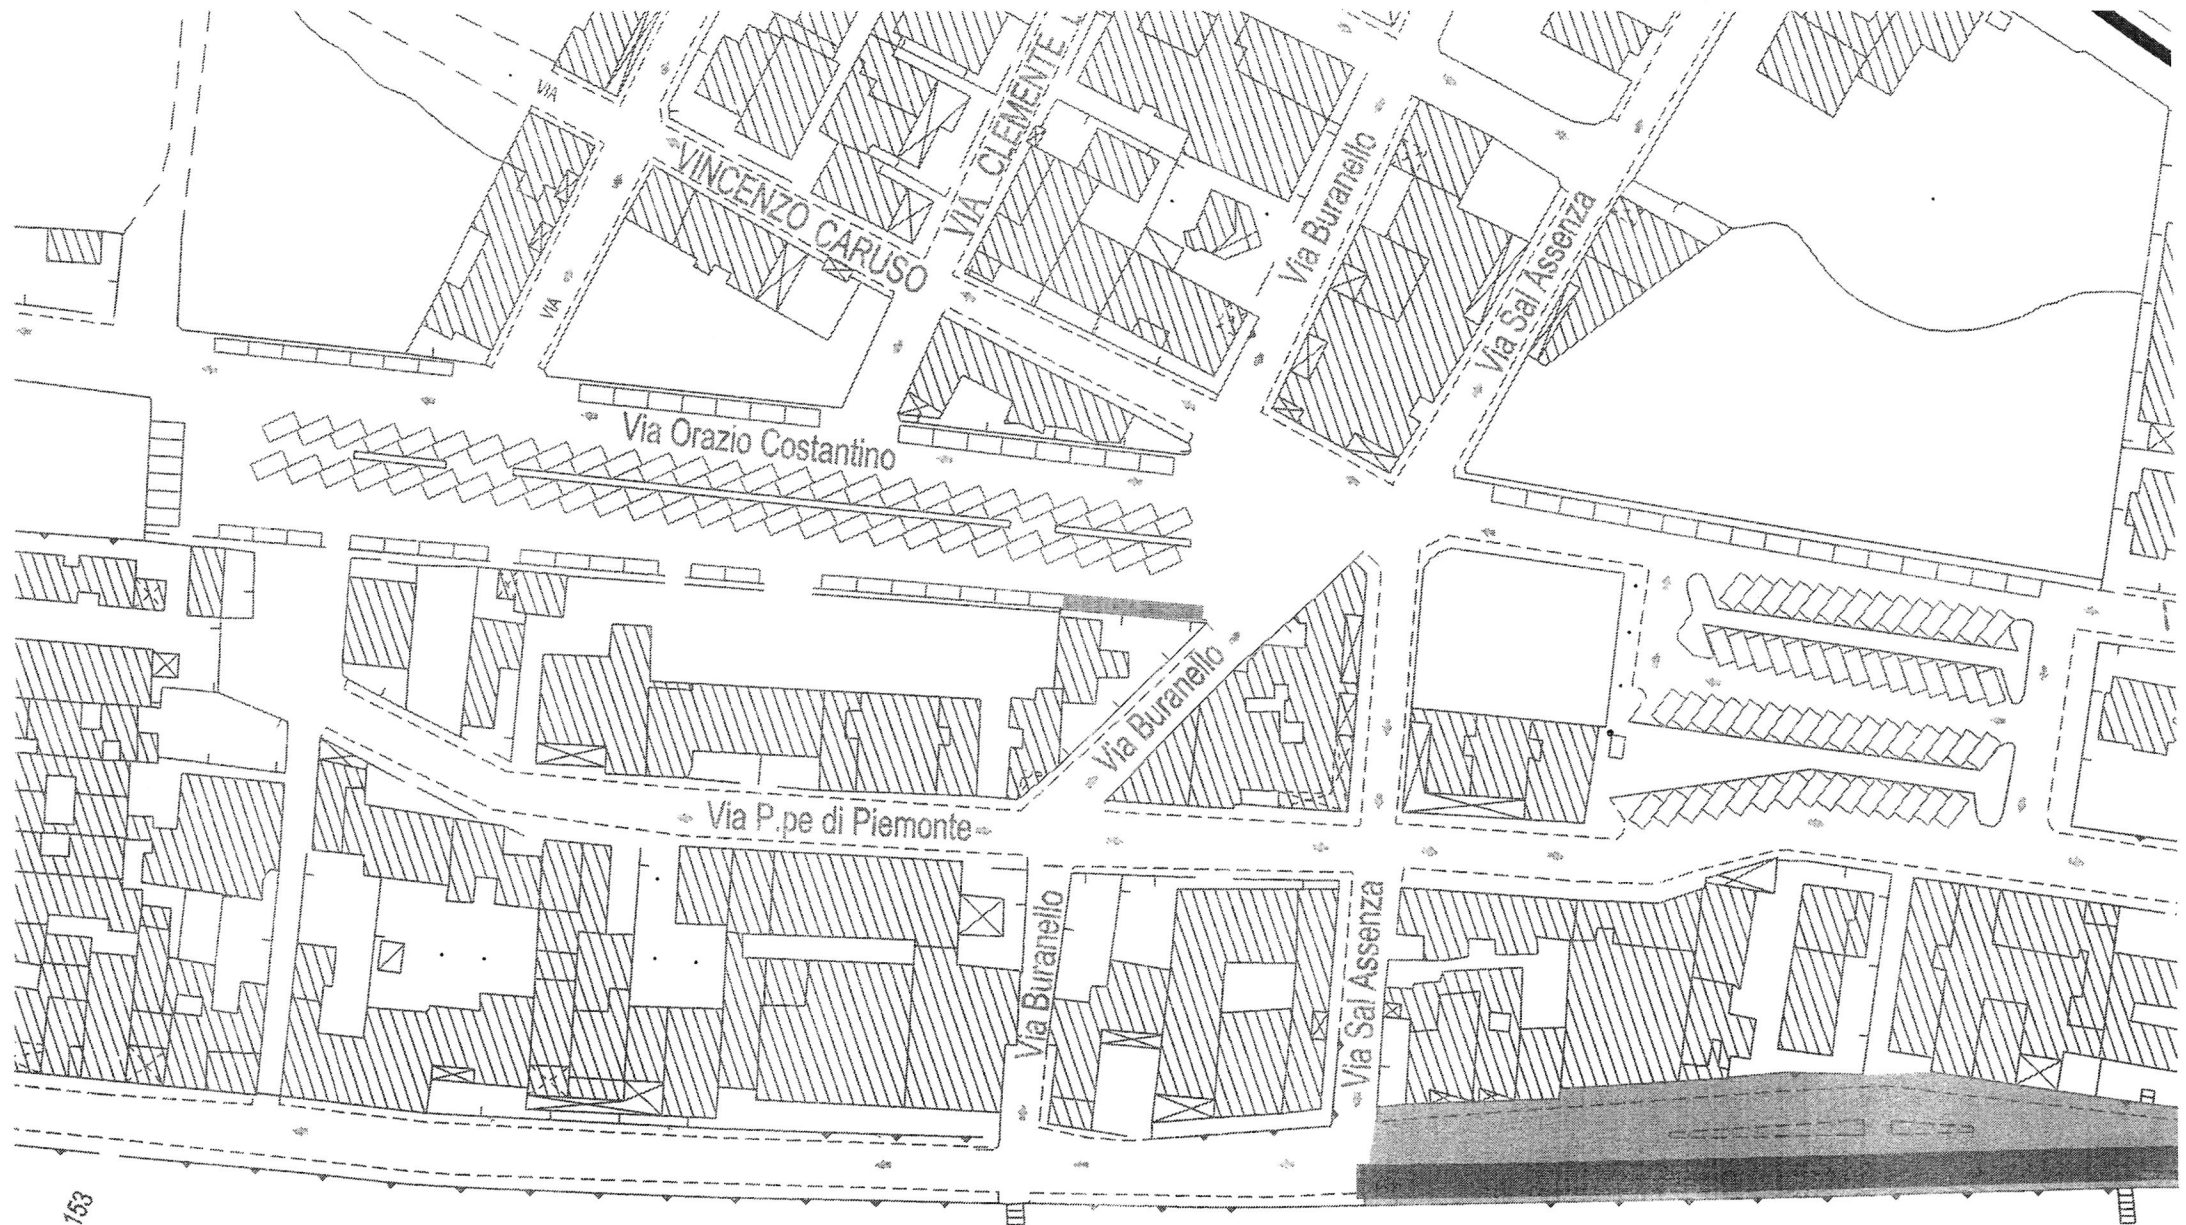 VIA
VINCENZO CARUSO
VIA CLEMENTE
Via Buranello
Via Sal Assenza
VIA
Via Orazio Costantino
Via Buranello
Via P.pe di Piemonte
Via Buranello
Via Sal Assenza
153